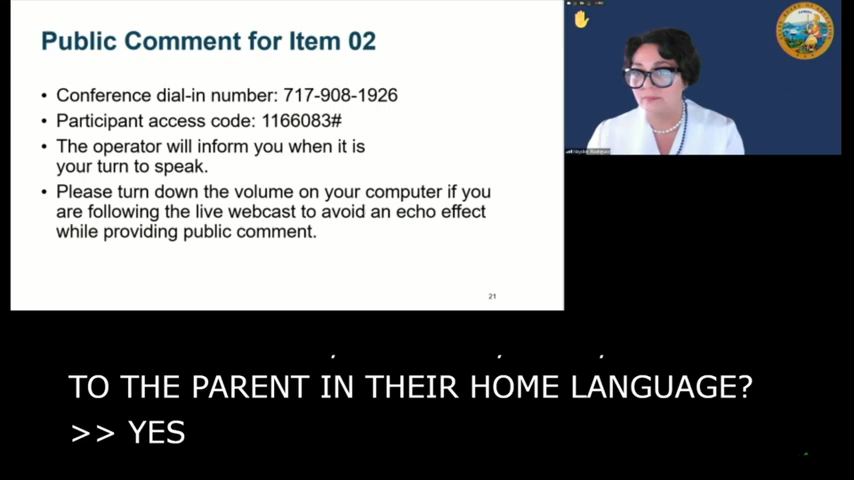 Public Comment for Item 02
• Conference dial-in number: 717-908-1926
• Participant access code: 1166083#
• The operator will inform you when it is
your turn to speak.
• Please turn down the volume on your computer if you
are following the live webcast to avoid an echo effect
while providing public comment.
21
TO THE PARENT IN THEIR HOME LANGUAGE?
>> YES